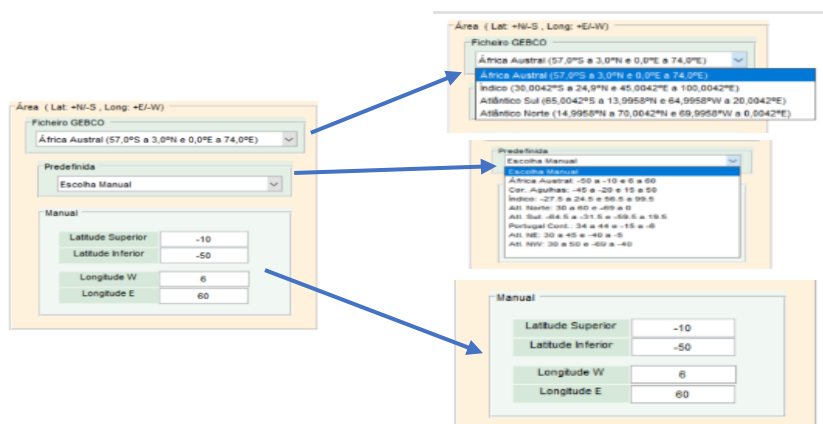 Área ( Lat: +N/-S , Long: +E/-W)
Ficheiro GEBCO
África Austral (57,0ºS a 3,0ºN e 0,0ºE a 74,0ºE)
Predefinida
Escolha Manual
Manual
Latitude Superior -10
Latitude Inferior -50
Longitude W 6
Longitude E 60
Área ( Lat: +N/-S , Long: +E/-W)
Ficheiro GEBCO
África Austral (57,0ºS a 3,0ºN e 0,0ºE a 74,0ºE)
África Austral (57,0ºS a 3,0ºN e 0,0ºE a 74,0ºE)
Índico (30,0042ºS a 24,9ºN e 45,0042ºE a 100,0042ºE)
Atlântico Sul (65,0042ºS a 13,9958ºN e 64,9958ºW a 20,0042ºE)
Atlântico Norte (14,9958ºN a 70,0042ºN e 69,9958ºW a 0,0042ºE)
Predefinida
Escolha Manual
Escolha Manual
África Austral: -50 a -10 e 6 a 60
Cor. Agulhas: -45 a -20 e 15 a 50
Índico: -27.5 a 24.5 e 56.5 a 99.5
Atl. Norte: 30 a 60 e -69 a 0
Atl. Sul: -64.5 a -31.5 e -59.5 a 19.5
Portugal Cont.: 34 a 44 e -15 a -6
Atl. NE: 30 a 45 e -40 a -5
Atl. NW: 30 a 50 e -69 a -40
Manual
Latitude Superior -10
Latitude Inferior -50
Longitude W 6
Longitude E 60